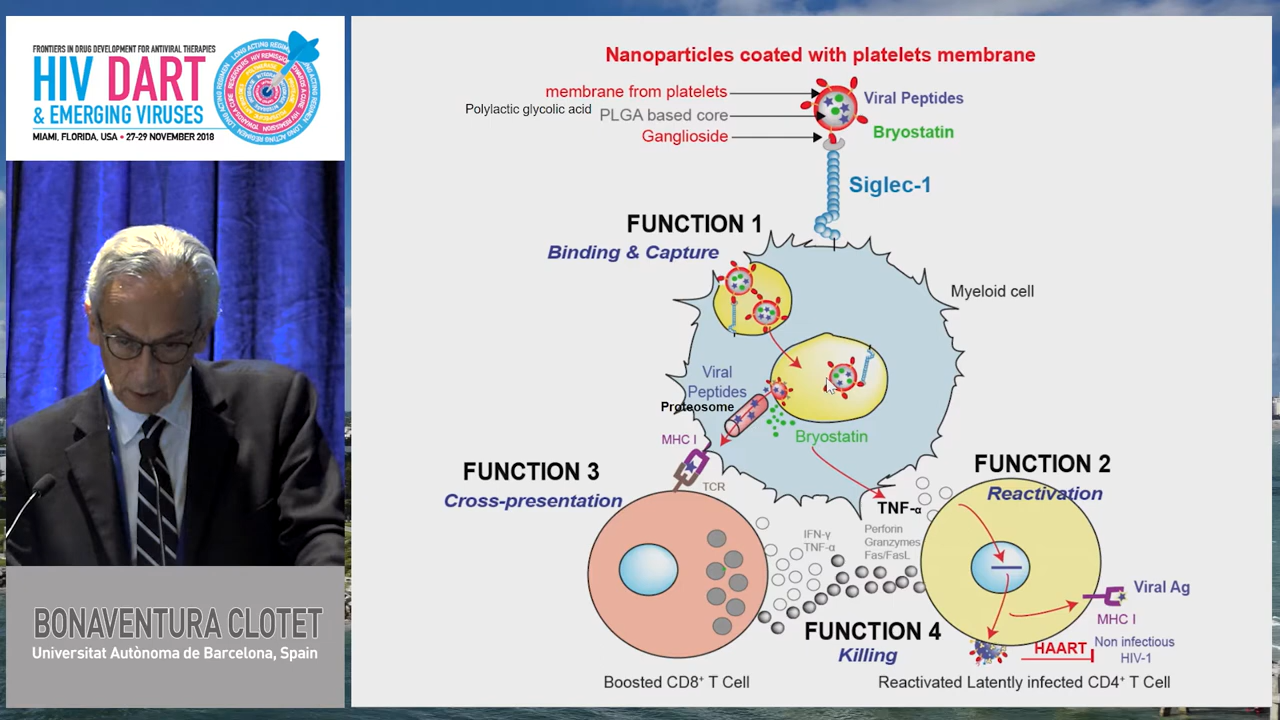 FRONTIERS IN DRUG DEVELOPMENT FOR ANTIVIRAL THERAPIES
HIV DART
& EMERGING VIRUSES
MIAMI, FLORIDA, USA • 27-29 NOVEMBER 2018
LONG ACTING REGIMEN
BONAVENTURA CLOTET
Universitat Autònoma de Barcelona, Spain
Nanoparticles coated with platelets membrane
membrane from platelets
Polylactic glycolic acid
PLGA based core
Ganglioside
Viral Peptides
Bryostatin
Siglec-1
FUNCTION 1
Binding & Capture
Myeloid cell
Viral
Peptides
Proteosome
Bryostatin
MHC I
TCR
FUNCTION 3
Cross-presentation
FUNCTION 2
Reactivation
TNF-α
IFN-γ
TNF-α
Perforin
Granzymes
Fas/FasL
Viral Ag
MHC I
FUNCTION 4
Killing
HAART
Non infectious
HIV-1
Boosted CD8⁺ T Cell
Reactivated Latently infected CD4⁺ T Cell